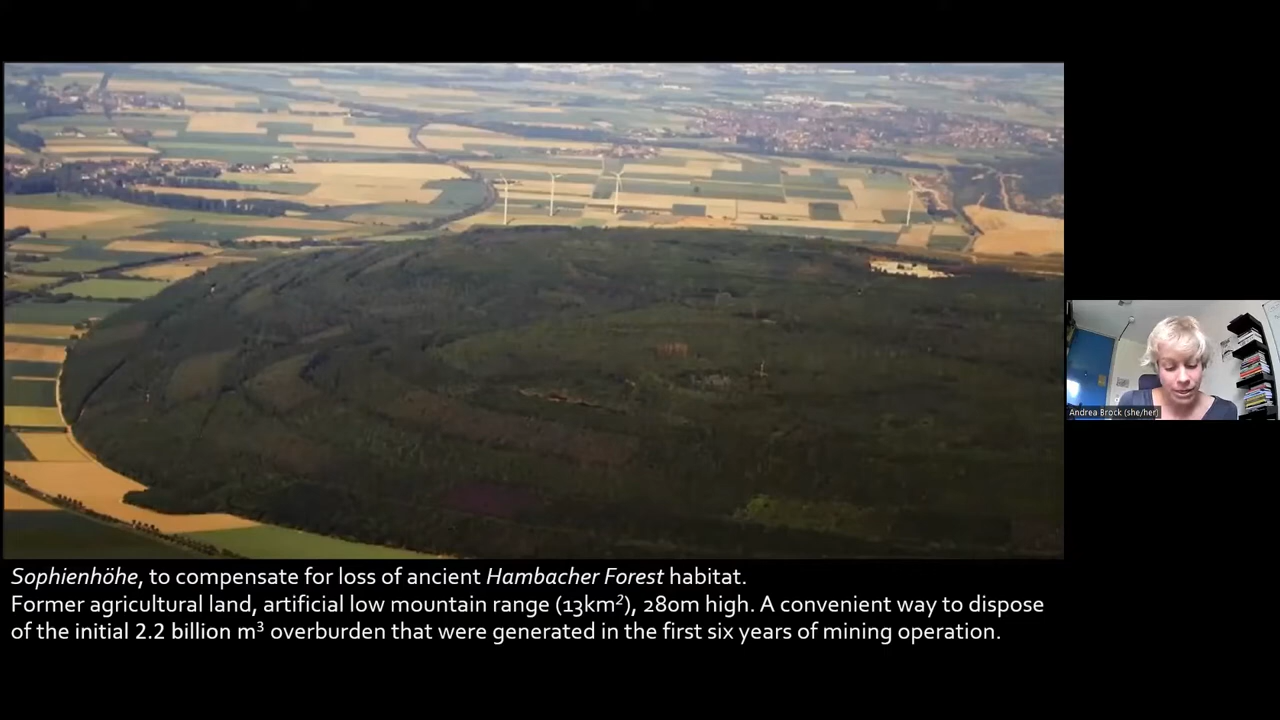 Sophienhöhe, to compensate for loss of ancient Hambacher Forest habitat.
Former agricultural land, artificial low mountain range (13km²), 280m high. A convenient way to dispose
of the initial 2.2 billion m³ overburden that were generated in the first six years of mining operation.
Andrea Brock (she/her)